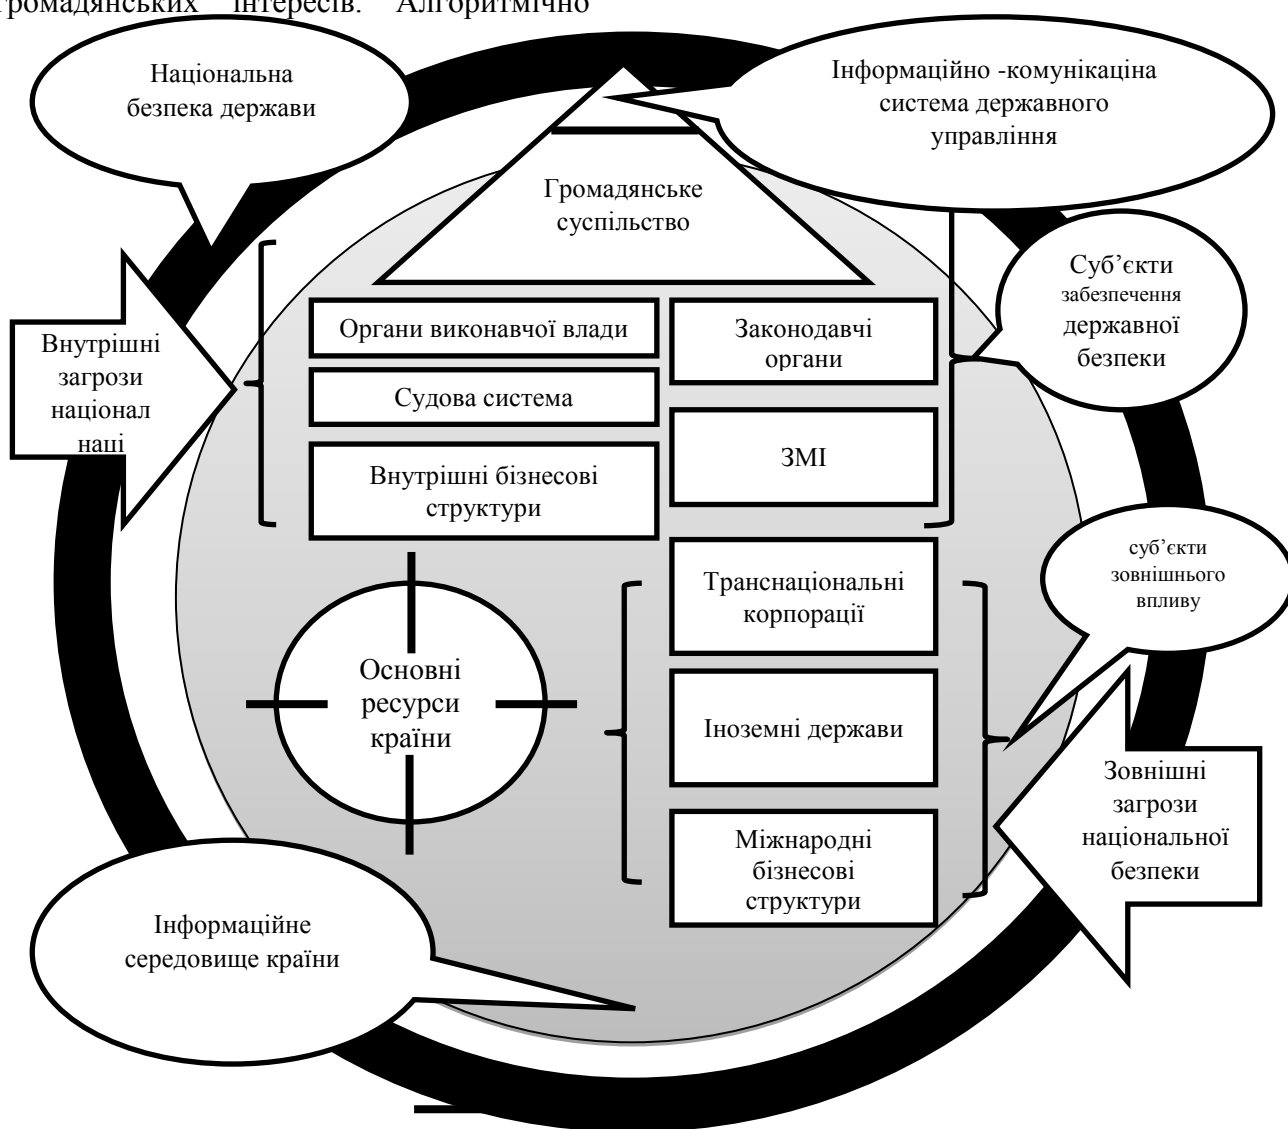 громадянських інтересів. Алгоритмічно
Національна
безпека держави
Інформаційно -комунікаціна
система державного
управління
Громадянське
суспільство
Суб’єкти
забезпечення
державної
безпеки
Внутрішні
загрози
націонал
наці
Органи виконавчої влади
Законодавчі
органи
Судова система
ЗМІ
Внутрішні бізнесові
структури
суб’єкти
зовнішнього
впливу
Транснаціональні
корпорації
Основні
ресурси
країни
Іноземні держави
Зовнішні
загрози
національної
безпеки
Міжнародні
бізнесові
структури
Інформаційне
середовище країни